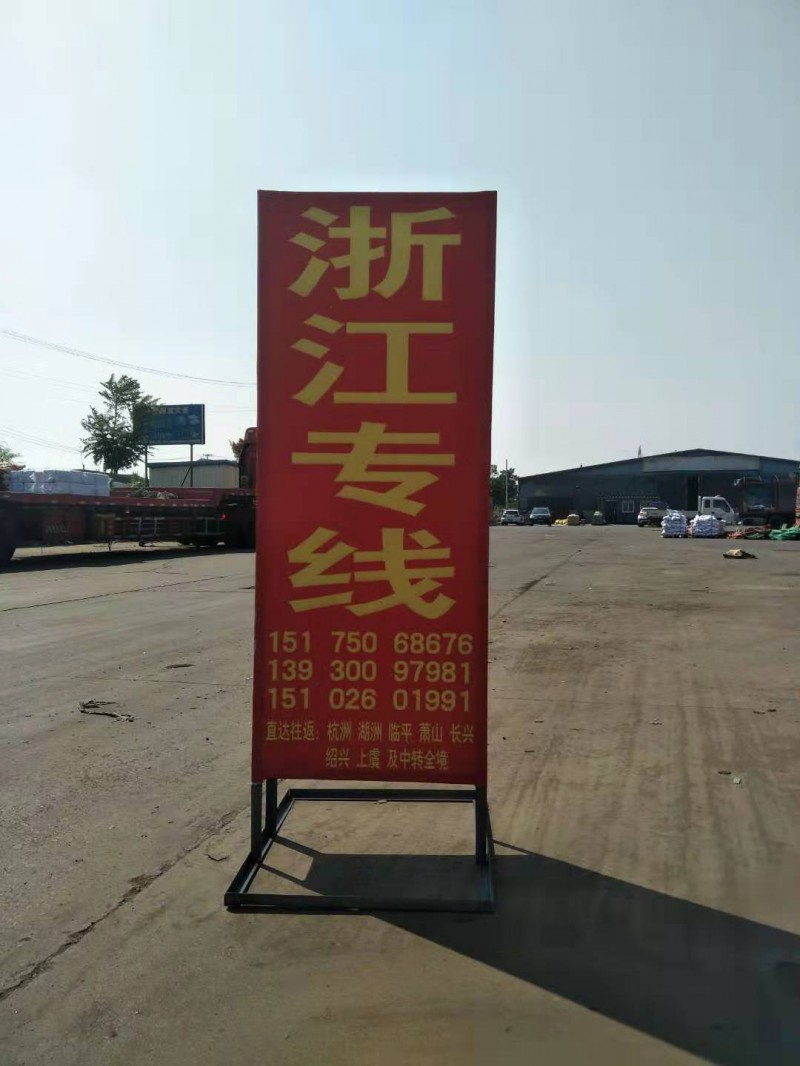 浙
江
专
线
151 750 68676
139 300 97981
151 026 01991
直达往返：杭洲 湖洲 临平 萧山 长兴
绍兴 上虞 及中转全境